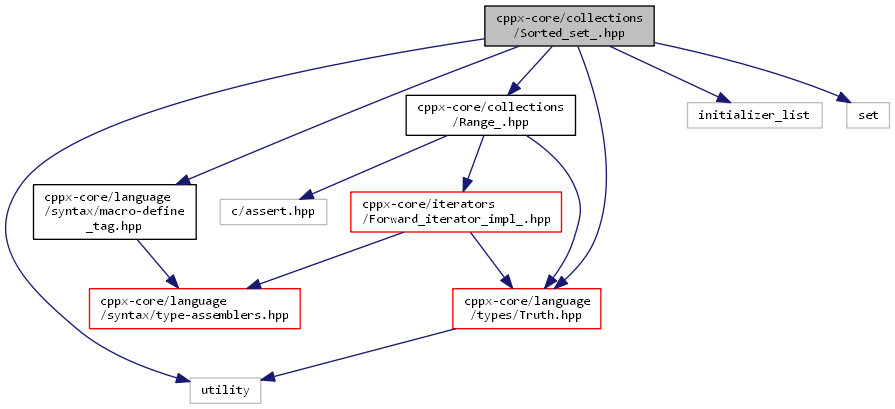 cppx-core/collections
/Sorted_set_.hpp
cppx-core/collections
/Range_.hpp
initializer_list
set
cppx-core/language
/syntax/macro-define
_tag.hpp
c/assert.hpp
cppx-core/iterators
/Forward_iterator_impl_.hpp
cppx-core/language
/syntax/type-assemblers.hpp
cppx-core/language
/types/Truth.hpp
utility